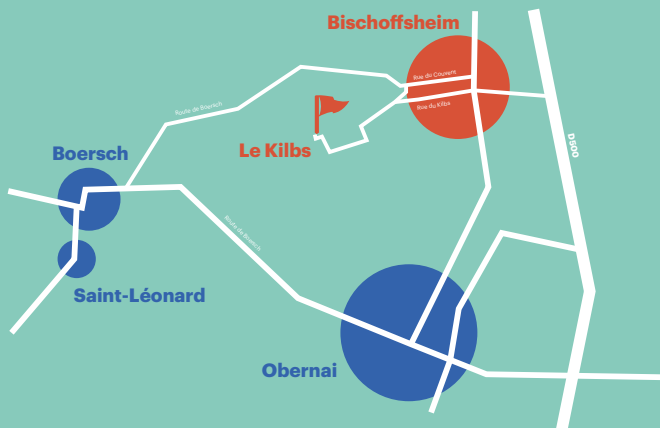 Bischoffsheim
Rue du Couvent
Rue du Kilbs
Route de Boersch
D500
Boersch
Le Kilbs
Route de Boersch
Saint-Léonard
Obernai